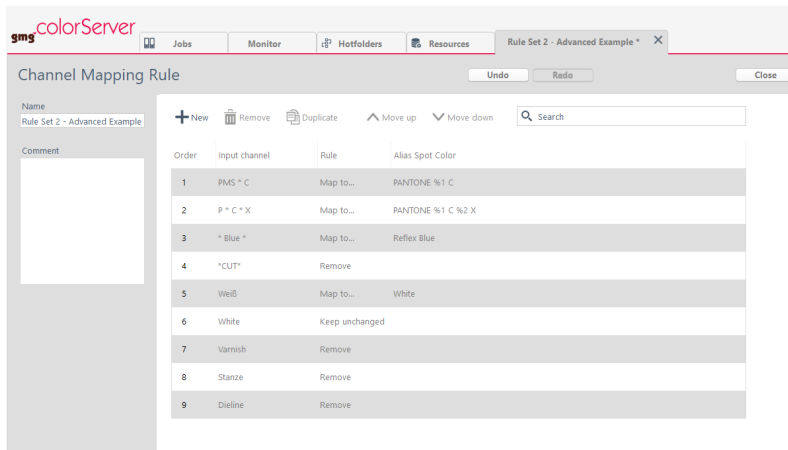 gmg colorServer
Jobs Monitor Hotfolders Resources Rule Set 2 - Advanced Example *
Channel Mapping Rule Undo Redo Close
Name
Rule Set 2 - Advanced Example
Comment
New Remove Duplicate Move up Move down Search
Order Input channel Rule Alias Spot Color
1 PMS * C Map to... PANTONE %1 C
2 P * C * X Map to... PANTONE %1 C %2 X
3 * Blue * Map to... Reflex Blue
4 *CUT* Remove
5 Weiß Map to... White
6 White Keep unchanged
7 Varnish Remove
8 Stanze Remove
9 Dieline Remove